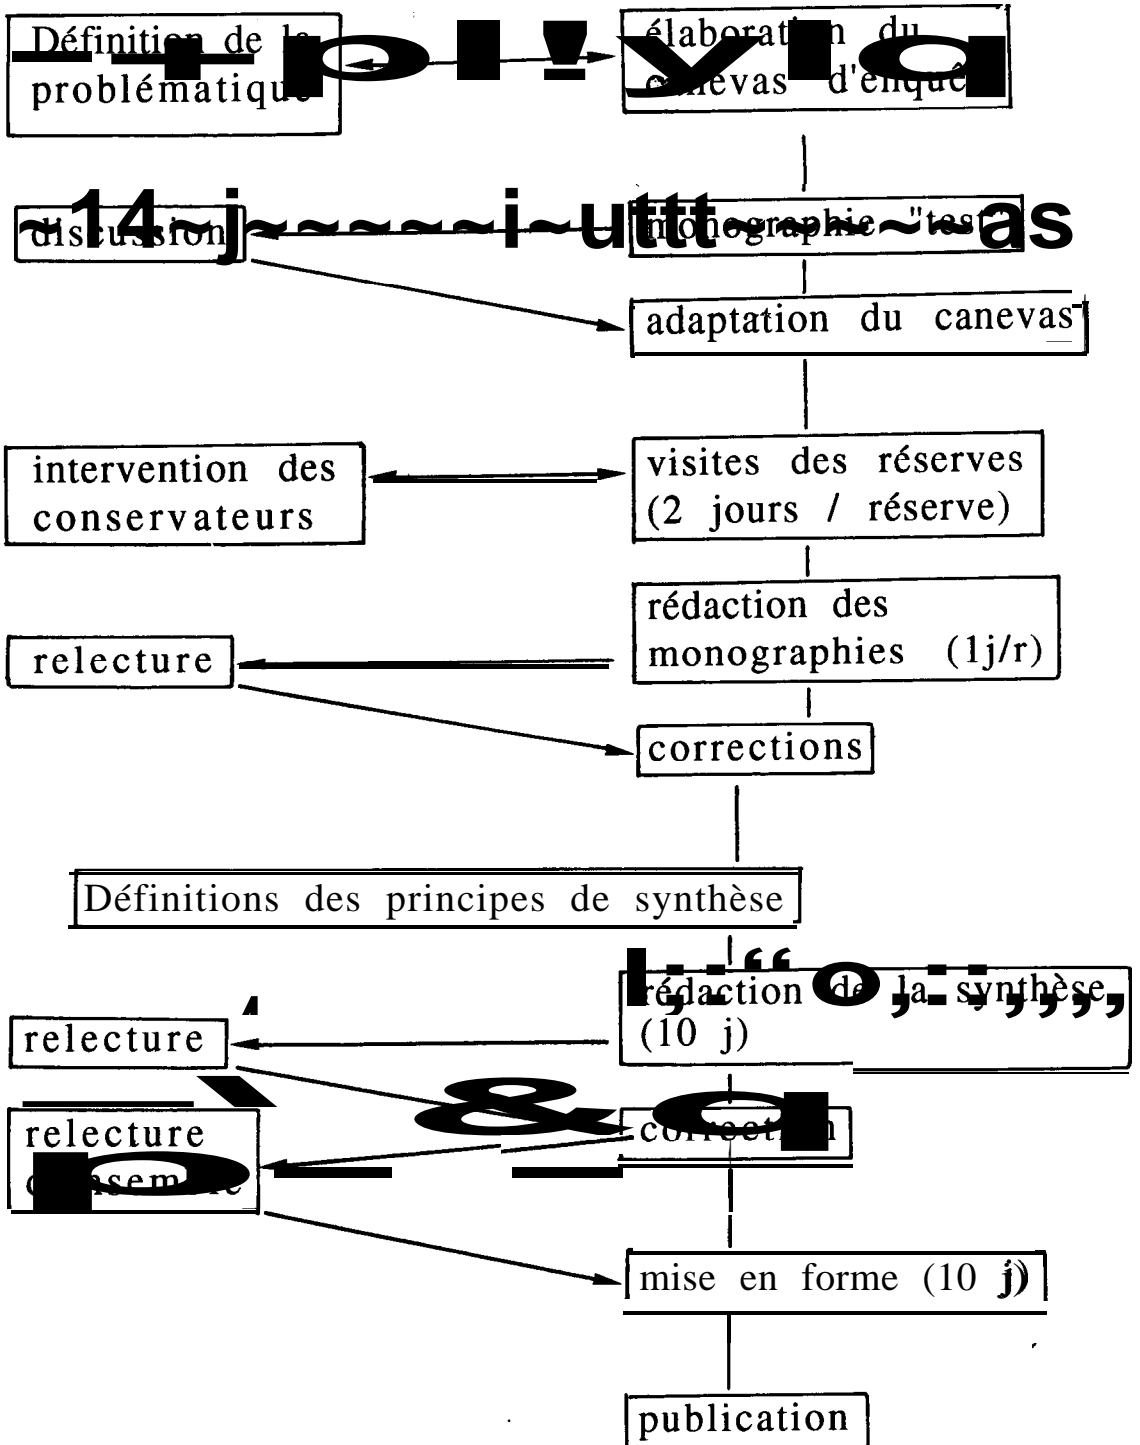 Définition de la
problématique
élaboration du
canevas d'enquê
discussion
monographie "test"
adaptation du canevas
intervention des
conservateurs
visites des réserves
(2 jours / réserve)
rédaction des
monographies (1j/r)
relecture
corrections
Définitions des principes de synthèse
rédaction de la synthèse
(10 j)
relecture
relecture
correction
mise en forme (10 j)
publication